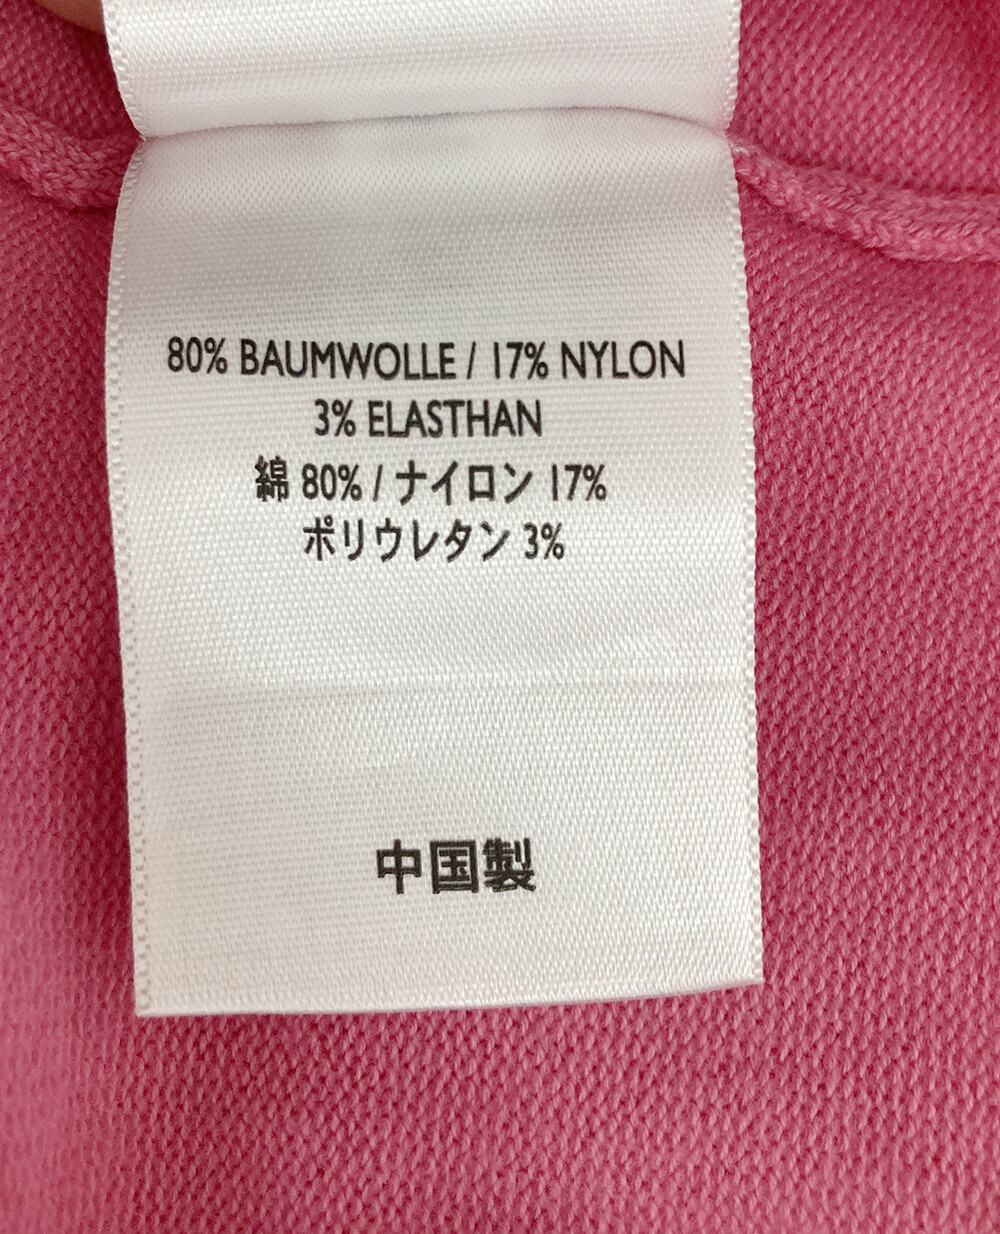 80% BAUMWOLLE / 17% NYLON
3% ELASTHAN
綿 80% / ナイロン 17%
ポリウレタン 3%
中国製